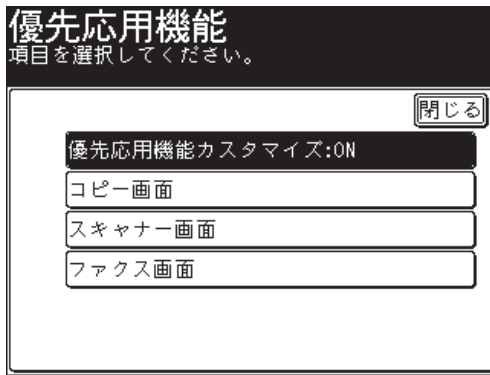 優先応用機能
項目を選択してください。
閉じる
優先応用機能カスタマイズ:ON
コピー画面
スキャナー画面
ファクス画面